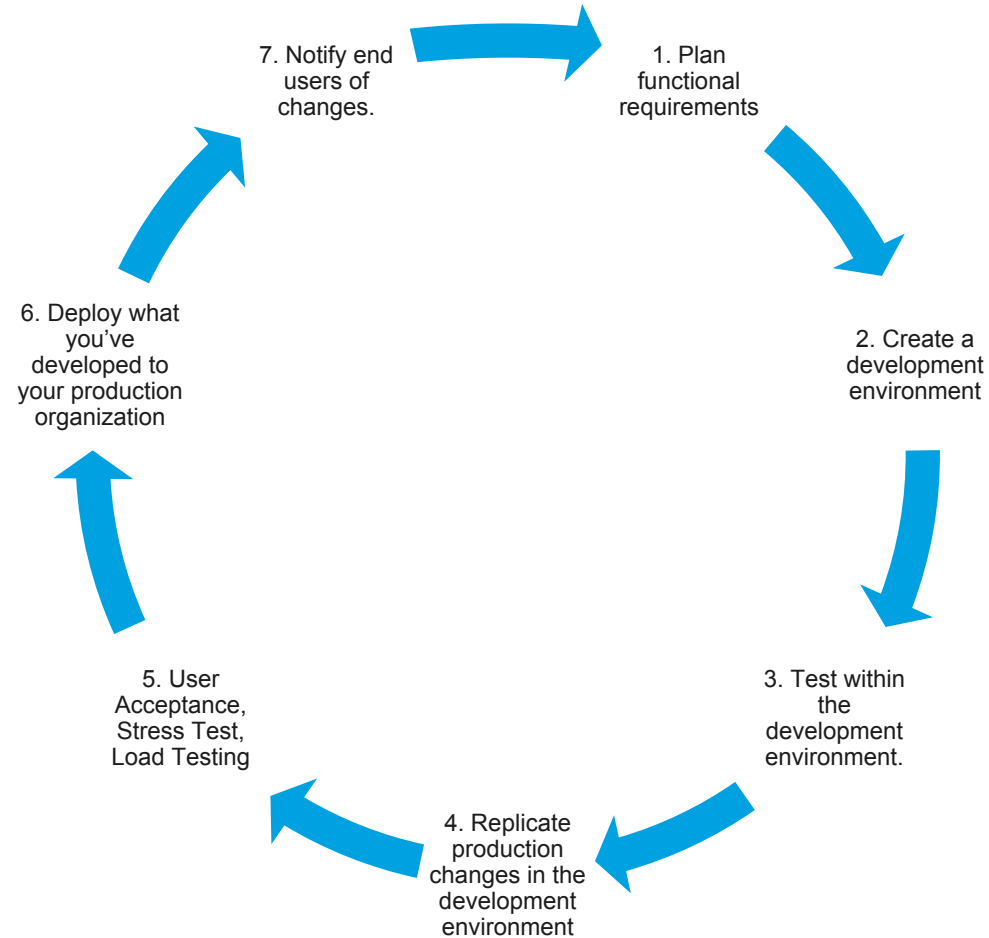 1. Plan
functional
requirements
2. Create a
development
environment
3. Test within
the
development
environment.
4. Replicate
production
changes in the
development
environment
5. User
Acceptance,
Stress Test,
Load Testing
6. Deploy what
you’ve
developed to
your production
organization
7. Notify end
users of
changes.